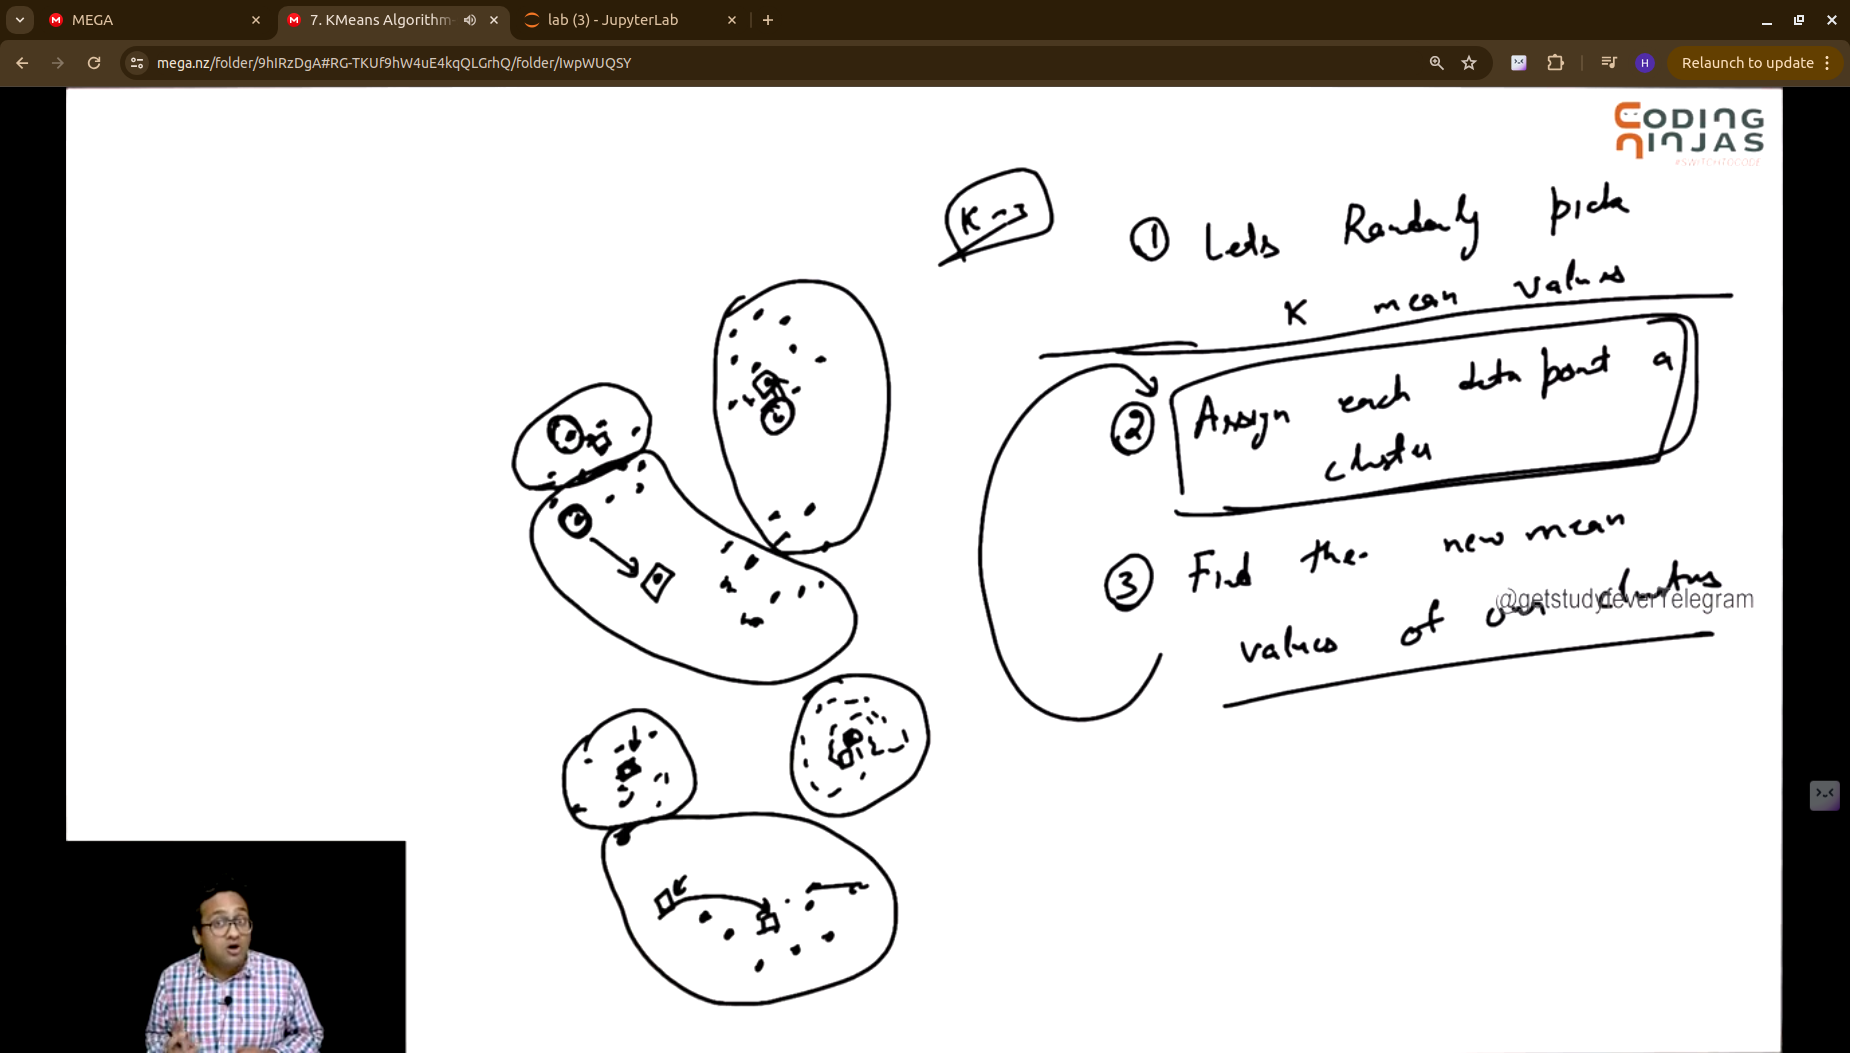 MEGA
7. KMeans Algorithm-
lab (3) - JupyterLab
mega.nz/folder/9hIRzDgA#RG-TKUf9hW4uE4kqQLGrhQ/folder/IwpWUQSY
H
Relaunch to update
CODING
NINJAS
#SWITCHTOCODE
K = 3
① Lets Randomly pick
K mean values
② Assign each data point a
cluster
③ Find the new mean
values of our clusters
@getstudyfeverTelegram